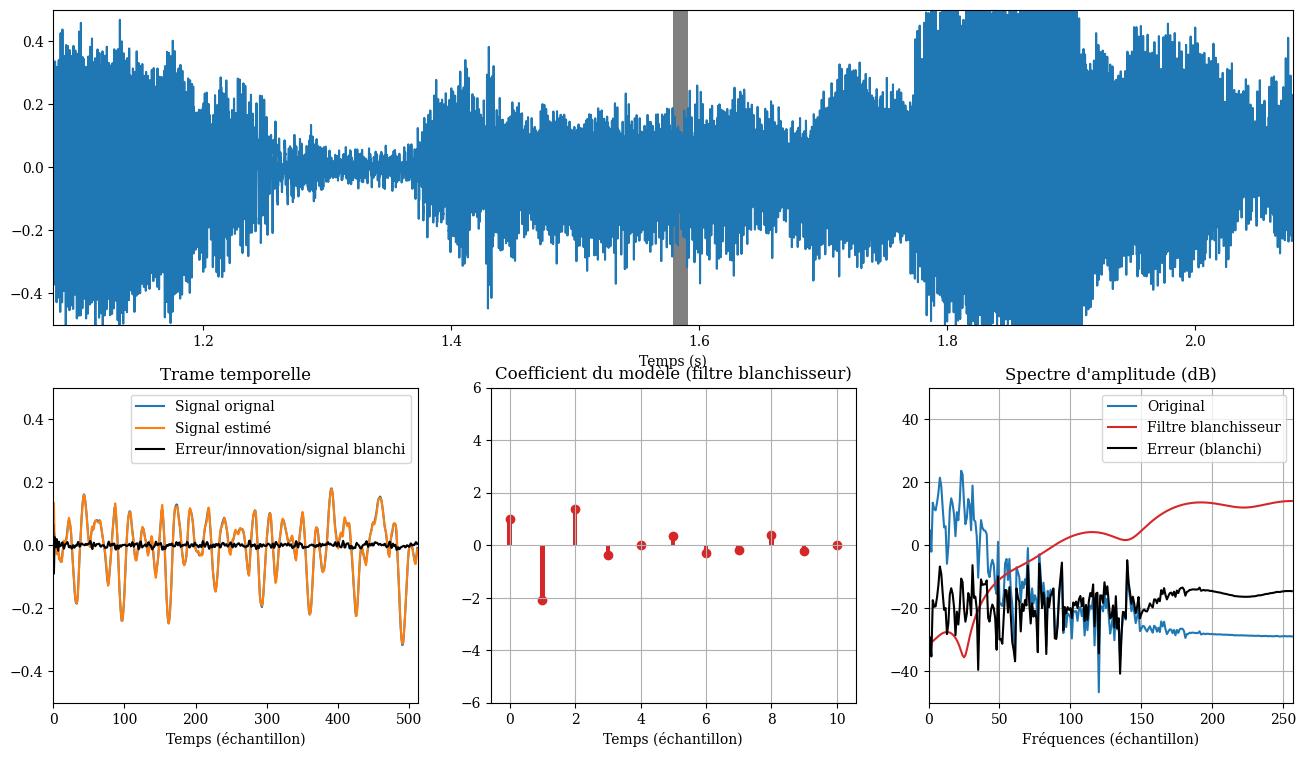 0.4
0.2
0.0
−0.2
−0.4
1.2 1.4 1.6 1.8 2.0
Temps (s)
Trame temporelle
Signal orignal
Signal estimé
Erreur/innovation/signal blanchi
0.4
0.2
0.0
−0.2
−0.4
0 100 200 300 400 500
Temps (échantillon)
Coefficient du modèle (filtre blanchisseur)
6
4
2
0
−2
−4
−6
0 2 4 6 8 10
Temps (échantillon)
Spectre d'amplitude (dB)
Original
Filtre blanchisseur
Erreur (blanchi)
40
20
0
−20
−40
0 50 100 150 200 250
Fréquences (échantillon)